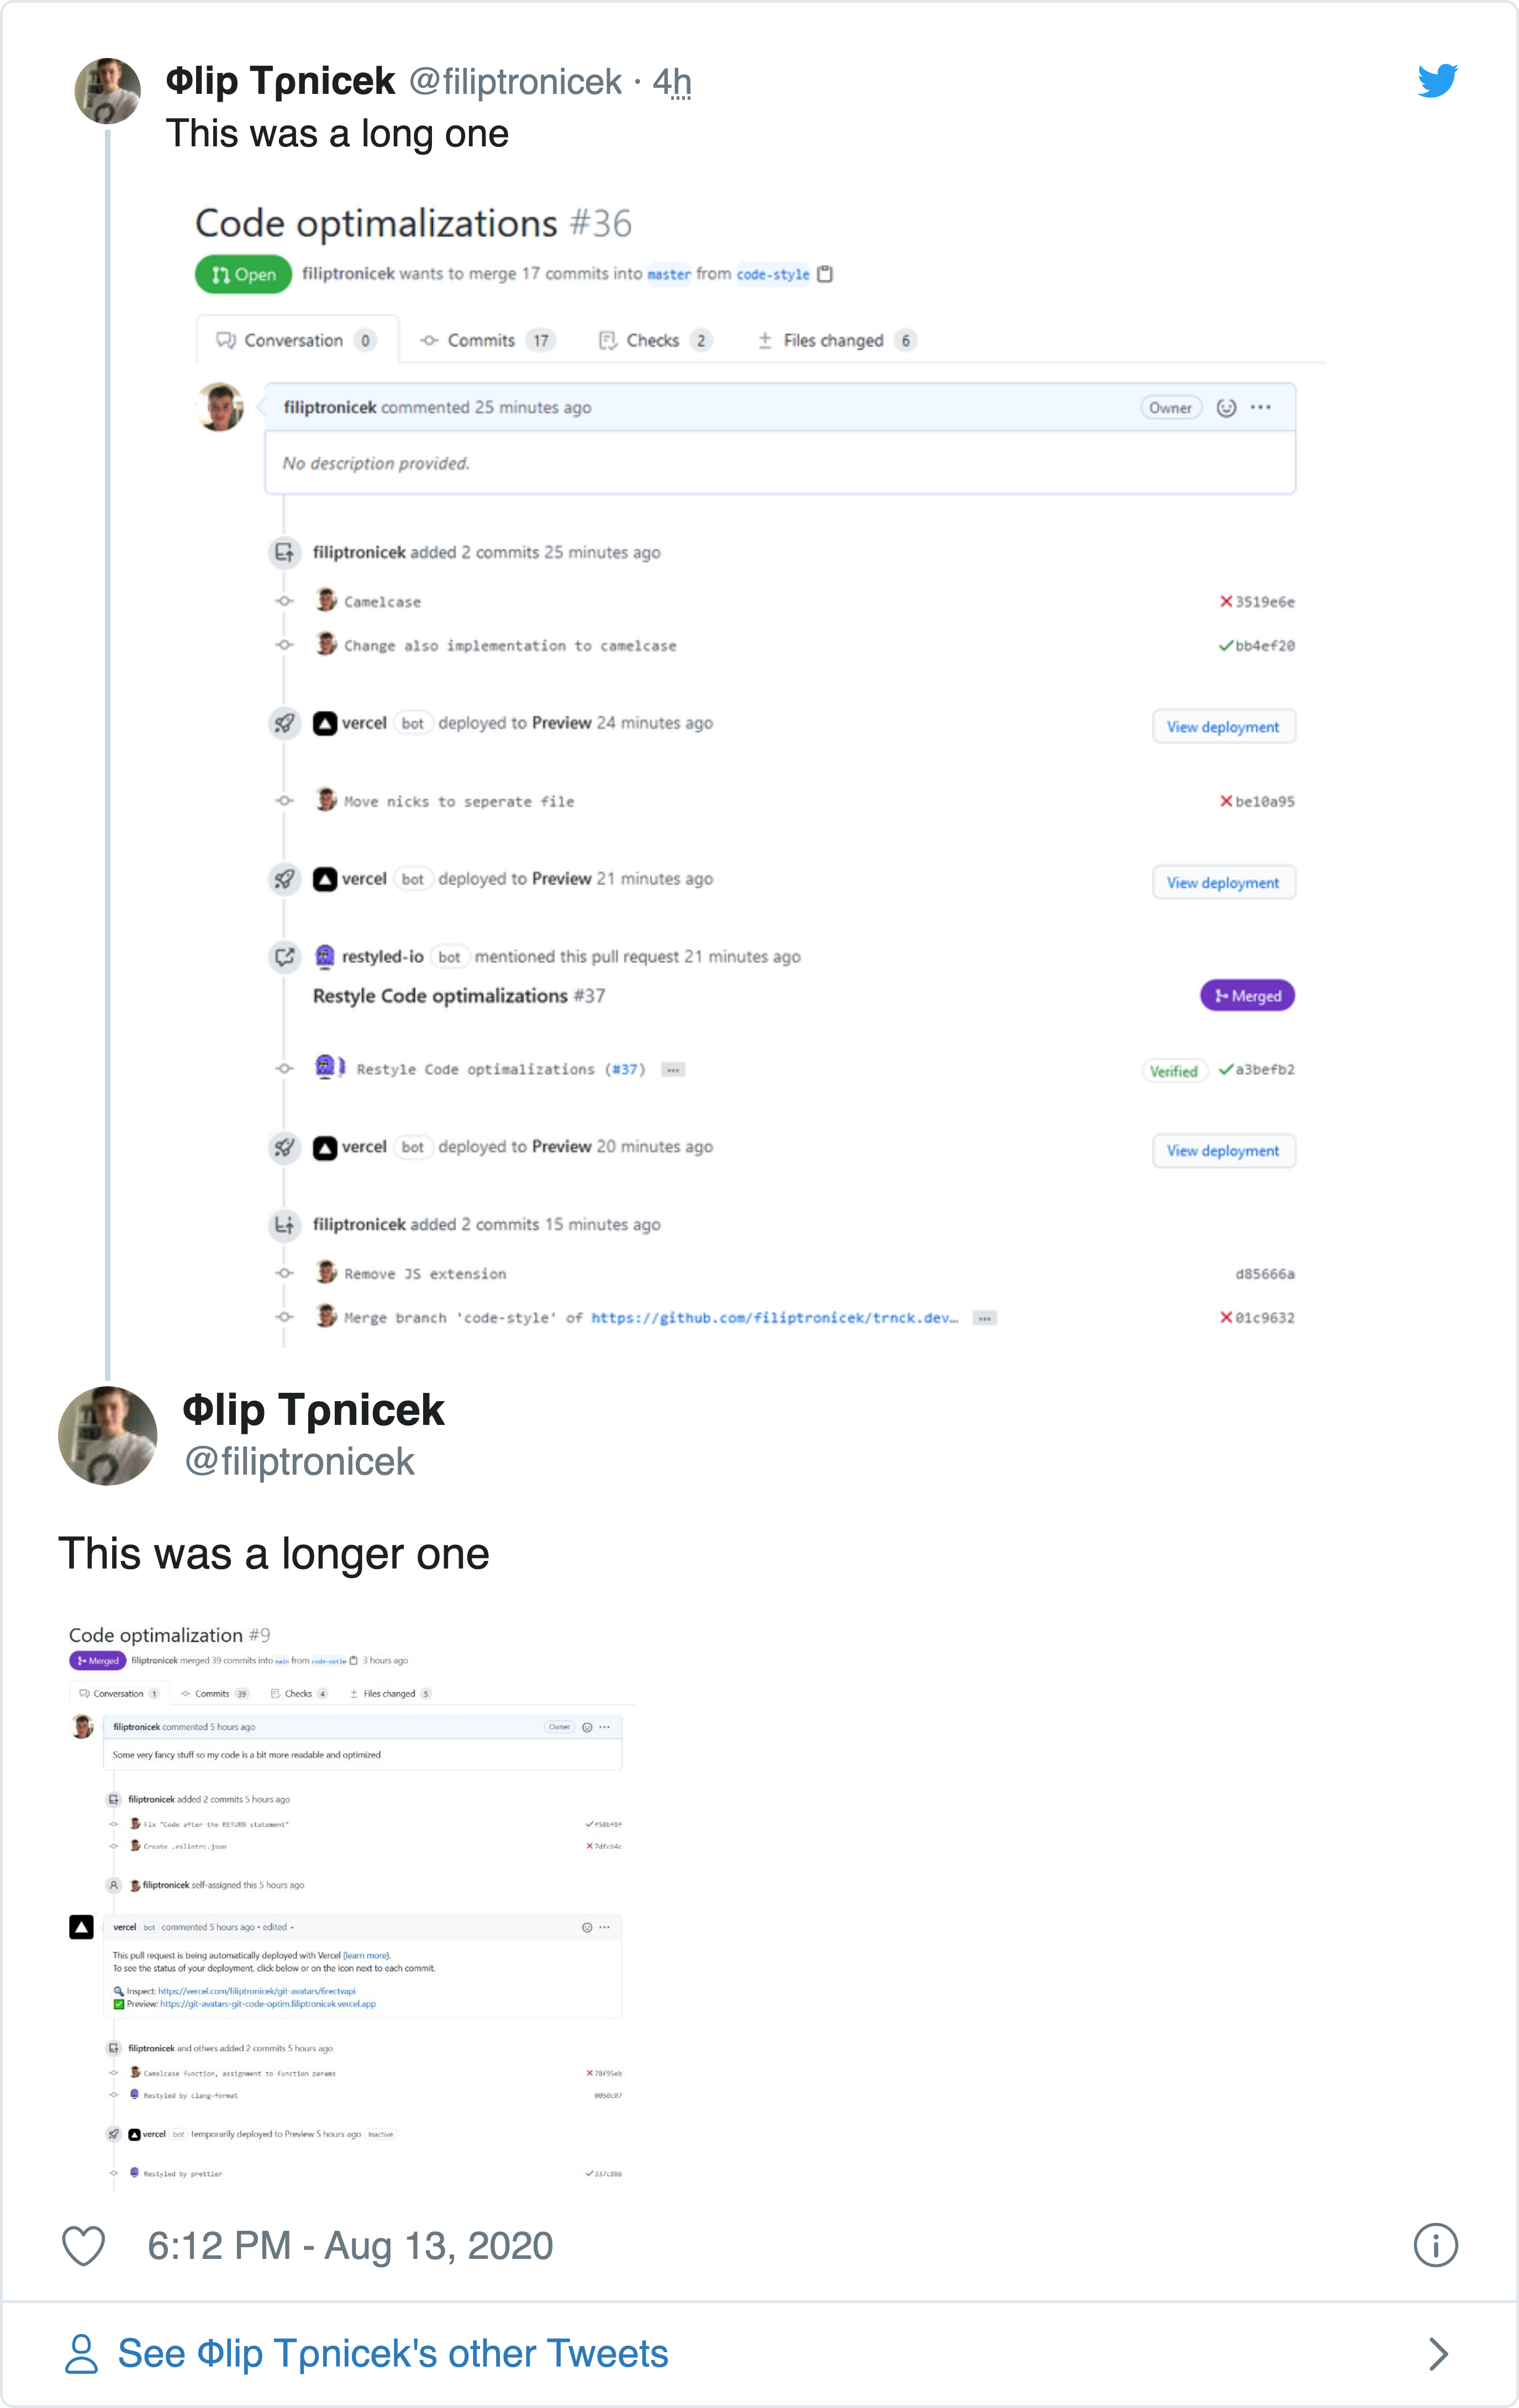 Φlip Tρnicek @filiptronicek · 4h
This was a long one
Code optimalizations #36
Open filiptronicek wants to merge 17 commits into master from code-style
Conversation 0 Commits 17 Checks 2 Files changed 6
filiptronicek commented 25 minutes ago Owner ···
No description provided.
filiptronicek added 2 commits 25 minutes ago
Camelcase 3519e6e
Change also implementation to camelcase bb4ef20
vercel bot deployed to Preview 24 minutes ago View deployment
Move nicks to seperate file be10a95
vercel bot deployed to Preview 21 minutes ago View deployment
restyled-io bot mentioned this pull request 21 minutes ago
Restyle Code optimalizations #37 Merged
Restyle Code optimalizations (#37) … Verified a3befb2
vercel bot deployed to Preview 20 minutes ago View deployment
filiptronicek added 2 commits 15 minutes ago
Remove JS extension d85666a
Merge branch 'code-style' of https://github.com/filiptronicek/trnck.dev… … 01c9632
Φlip Tρnicek
@filiptronicek
This was a longer one
Code optimalization #9
Merged filiptronicek merged 39 commits into main from code-optim 3 hours ago
Conversation 1 Commits 39 Checks 4 Files changed 5
filiptronicek commented 5 hours ago Owner ···
Some very fancy stuff so my code is a bit more readable and optimized
filiptronicek added 2 commits 5 hours ago
Fix "Code after the RETURN statement" f58bf8f
Create .eslintrc.json 7dfcb4c
filiptronicek self-assigned this 5 hours ago
vercel bot commented 5 hours ago • edited ···
This pull request is being automatically deployed with Vercel (learn more).
To see the status of your deployment, click below or on the icon next to each commit.
Inspect: https://vercel.com/filiptronicek/git-avatars/6rectvapi
Preview: https://git-avatars-git-code-optim.filiptronicek.vercel.app
filiptronicek and others added 2 commits 5 hours ago
Camelcase function, assignment to function params 78f95eb
Restyled by clang-format 0050c07
vercel bot temporarily deployed to Preview 5 hours ago Inactive
Restyled by prettier 337c86b
6:12 PM - Aug 13, 2020
See Φlip Tρnicek's other Tweets